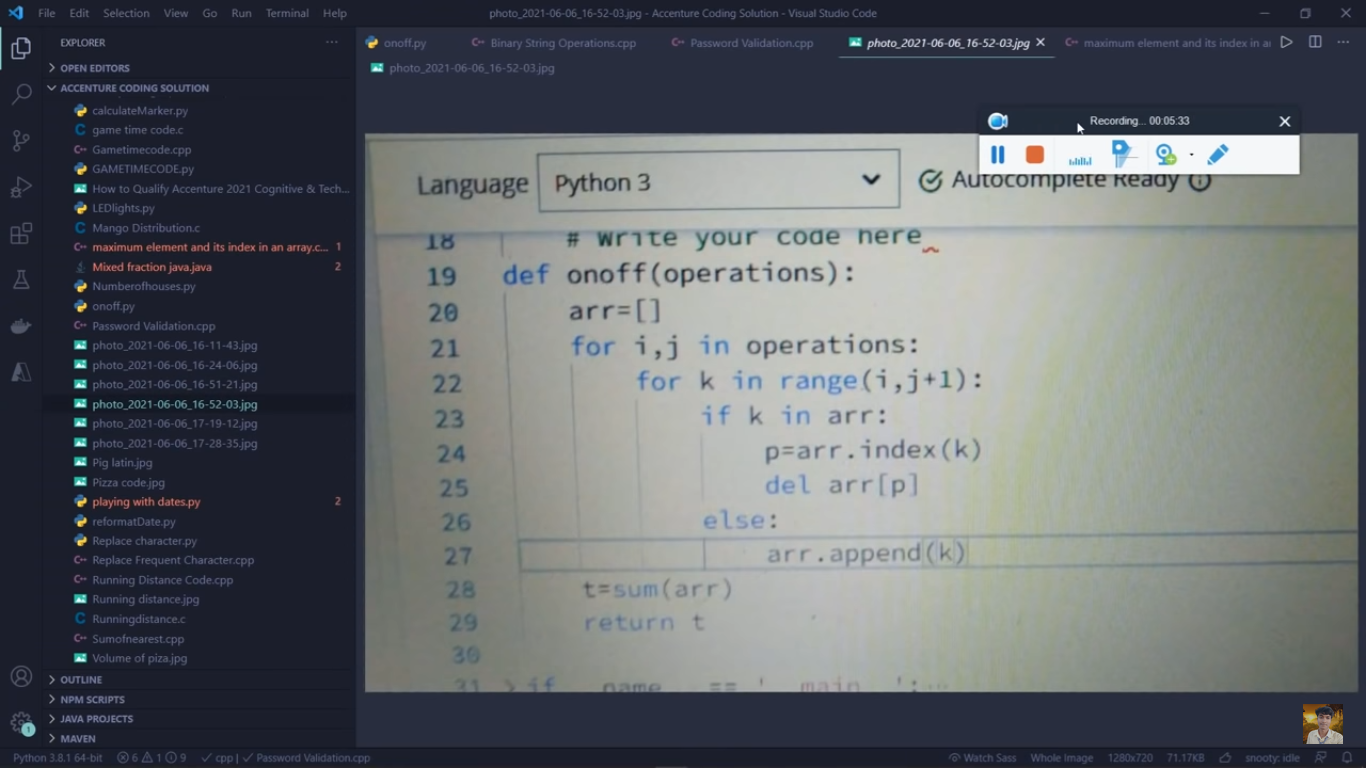 File Edit Selection View Go Run Terminal Help
photo_2021-06-06_16-52-03.jpg - Accenture Coding Solution - Visual Studio Code
EXPLORER
OPEN EDITORS
ACCENTURE CODING SOLUTION
calculateMarker.py
game time code.c
Gametimecode.cpp
GAMETIMECODE.py
How to Qualify Accenture 2021 Cognitive & Tech...
LEDlights.py
Mango Distribution.c
maximum element and its index in an array.c... 1
Mixed fraction java.java 2
Numberofhouses.py
onoff.py
Password Validation.cpp
photo_2021-06-06_16-11-43.jpg
photo_2021-06-06_16-24-06.jpg
photo_2021-06-06_16-51-21.jpg
photo_2021-06-06_16-52-03.jpg
photo_2021-06-06_17-19-12.jpg
photo_2021-06-06_17-28-35.jpg
Pig latin.jpg
Pizza code.jpg
playing with dates.py 2
reformatDate.py
Replace character.py
Replace Frequent Character.cpp
Running Distance Code.cpp
Running distance.jpg
Runningdistance.c
Sumofnearest.cpp
Volume of piza.jpg
OUTLINE
NPM SCRIPTS
JAVA PROJECTS
MAVEN
onoff.py Binary String Operations.cpp Password Validation.cpp photo_2021-06-06_16-52-03.jpg maximum element and its index in ar
photo_2021-06-06_16-52-03.jpg
Recording... 00:05:33
Language Python 3 Autocomplete Ready
18 # Write your code here
19 def onoff(operations):
20 arr=[]
21 for i,j in operations:
22 for k in range(i,j+1):
23 if k in arr:
24 p=arr.index(k)
25 del arr[p]
26 else:
27 arr.append(k)
28 t=sum(arr)
29 return t
30
31 if __name__ == '__main__':...
1
Python 3.8.1 64-bit 6 1 9 cpp | Password Validation.cpp Watch Sass Whole Image 1280x720 71.17KB snooty: idle